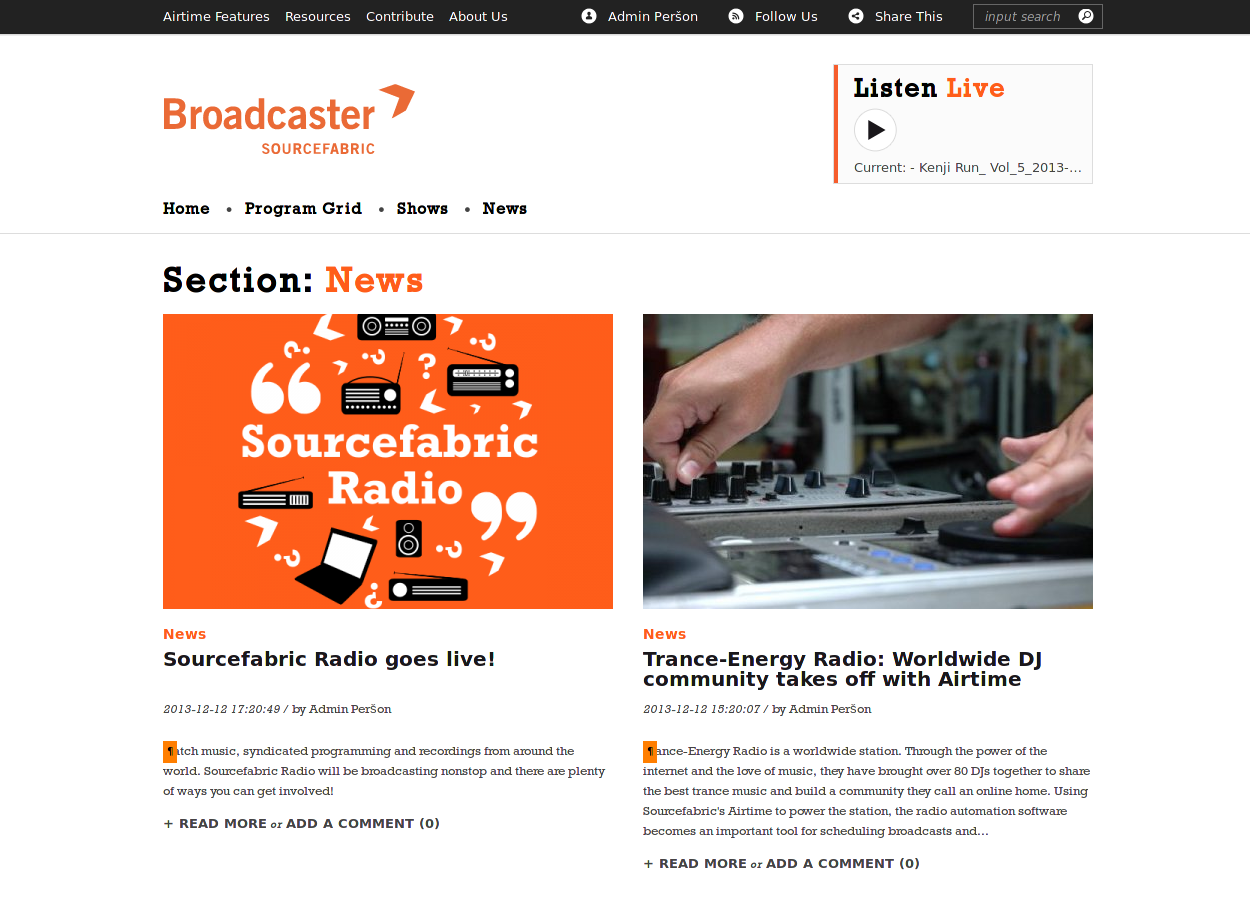 Airtime Features Resources Contribute About Us Admin Peršon Follow Us Share This input search
Broadcaster
SOURCEFABRIC
Listen Live
Current: - Kenji Run_ Vol_5_2013-...
Home • Program Grid • Shows • News
Section: News
“
Sourcefabric
Radio
”
News
Sourcefabric Radio goes live!
2013-12-12 17:20:49 / by Admin Peršon
¶atch music, syndicated programming and recordings from around the
world. Sourcefabric Radio will be broadcasting nonstop and there are plenty
of ways you can get involved!
+ READ MORE or ADD A COMMENT (0)
News
Trance-Energy Radio: Worldwide DJ
community takes off with Airtime
2013-12-12 15:20:07 / by Admin Peršon
¶ance-Energy Radio is a worldwide station. Through the power of the
internet and the love of music, they have brought over 80 DJs together to share
the best trance music and build a community they call an online home. Using
Sourcefabric's Airtime to power the station, the radio automation software
becomes an important tool for scheduling broadcasts and...
+ READ MORE or ADD A COMMENT (0)